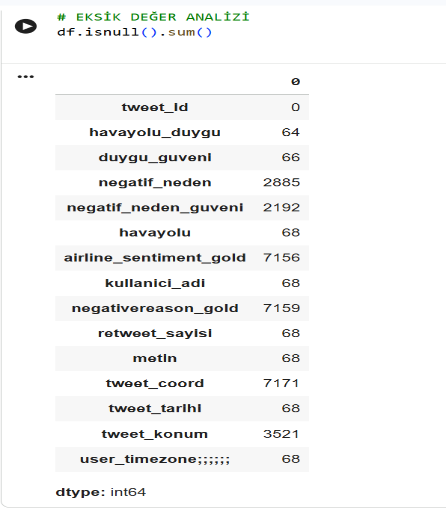 # EKSİK DEĞER ANALİZİ
df.isnull().sum()
...
0
tweet_id 0
havayolu_duygu 64
duygu_guveni 66
negatif_neden 2885
negatif_neden_guveni 2192
havayolu 68
airline_sentiment_gold 7156
kullanici_adi 68
negativereason_gold 7159
retweet_sayisi 68
metin 68
tweet_coord 7171
tweet_tarihi 68
tweet_konum 3521
user_timezone;;;;;; 68
dtype: int64